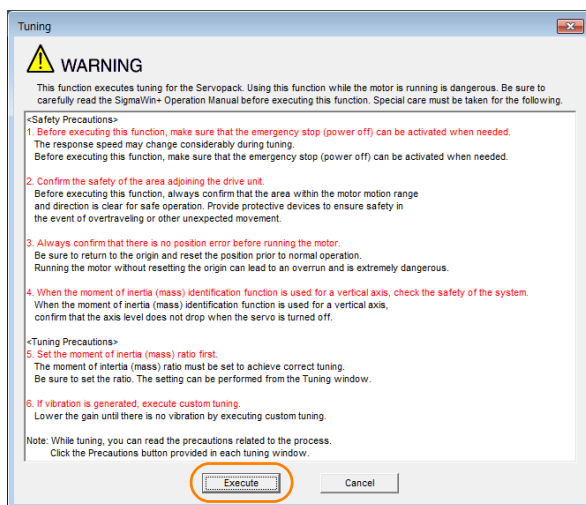 Tuning
WARNING
This function executes tuning for the Servopack. Using this function while the motor is running is dangerous. Be sure to
carefully read the SigmaWin+ Operation Manual before executing this function. Special care must be taken for the following.
<Safety Precautions>
1. Before executing this function, make sure that the emergency stop (power off) can be activated when needed.
The response speed may change considerably during tuning.
Before executing this function, make sure that the emergency stop (power off) can be activated when needed.
2. Confirm the safety of the area adjoining the drive unit.
Before executing this function, always confirm that the area within the motor motion range
and direction is clear for safe operation. Provide protective devices to ensure safety in
the event of overtraveling or other unexpected movement.
3. Always confirm that there is no position error before running the motor.
Be sure to return to the origin and reset the position prior to normal operation.
Running the motor without resetting the origin can lead to an overrun and is extremely dangerous.
4. When the moment of inertia (mass) identification function is used for a vertical axis, check the safety of the system.
When the moment of inertia (mass) identification function is used for a vertical axis,
confirm that the axis level does not drop when the servo is turned off.
<Tuning Precautions>
5. Set the moment of inertia (mass) ratio first.
The moment of intertia (mass) ratio must be set to achieve correct tuning.
Be sure to set the ratio. The setting can be performed from the Tuning window.
6. If vibration is generated, execute custom tuning.
Lower the gain until there is no vibration by executing custom tuning.
Note: While tuning, you can read the precautions related to the process.
Click the Precautions button provided in each tuning window.
Execute Cancel